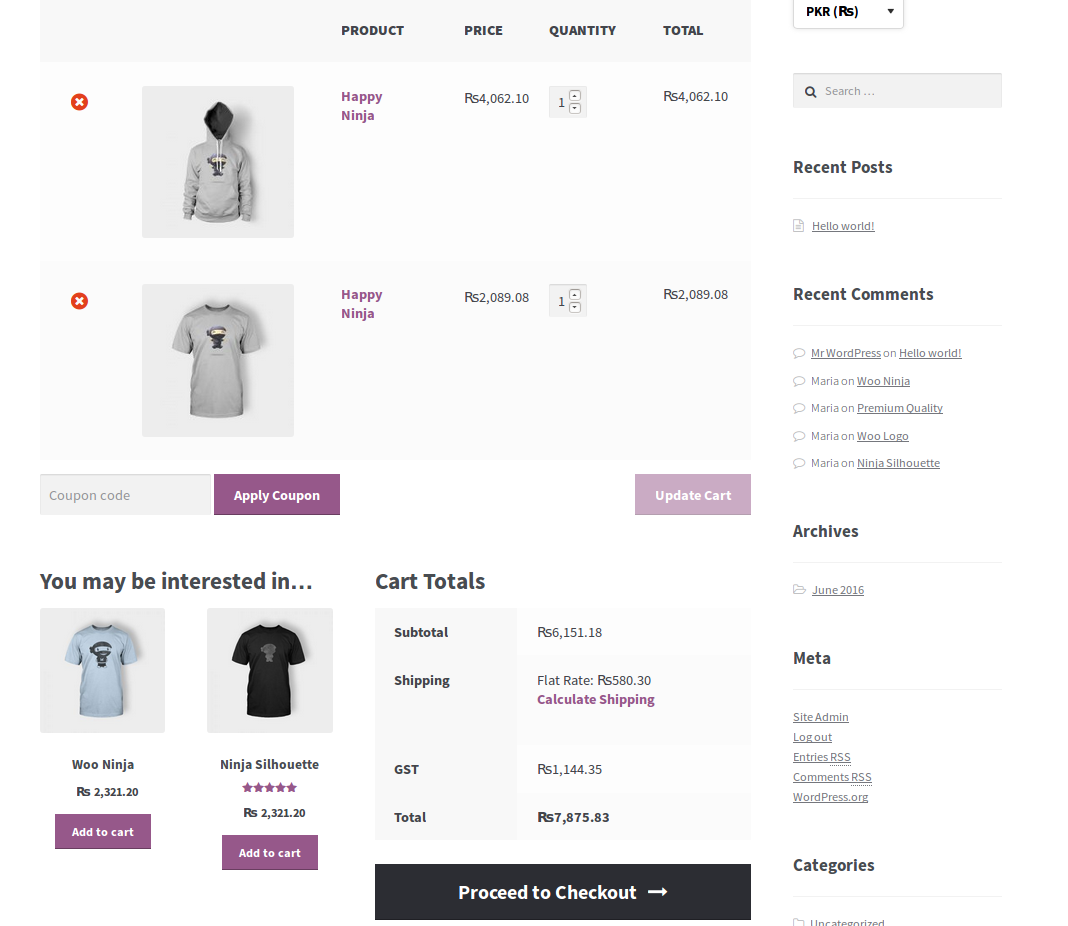 PRODUCT PRICE QUANTITY TOTAL
Happy
Ninja
₨4,062.10
1
₨4,062.10
Happy
Ninja
₨2,089.08
1
₨2,089.08
Coupon code
Apply Coupon
Update Cart
You may be interested in…
Woo Ninja
₨ 2,321.20
Add to cart
Ninja Silhouette
₨ 2,321.20
Add to cart
Cart Totals
Subtotal ₨6,151.18
Shipping Flat Rate: ₨580.30
Calculate Shipping
GST ₨1,144.35
Total ₨7,875.83
Proceed to Checkout →
PKR (₨)
Search …
Recent Posts
Hello world!
Recent Comments
Mr WordPress on Hello world!
Maria on Woo Ninja
Maria on Premium Quality
Maria on Woo Logo
Maria on Ninja Silhouette
Archives
June 2016
Meta
Site Admin
Log out
Entries RSS
Comments RSS
WordPress.org
Categories
Uncategorized